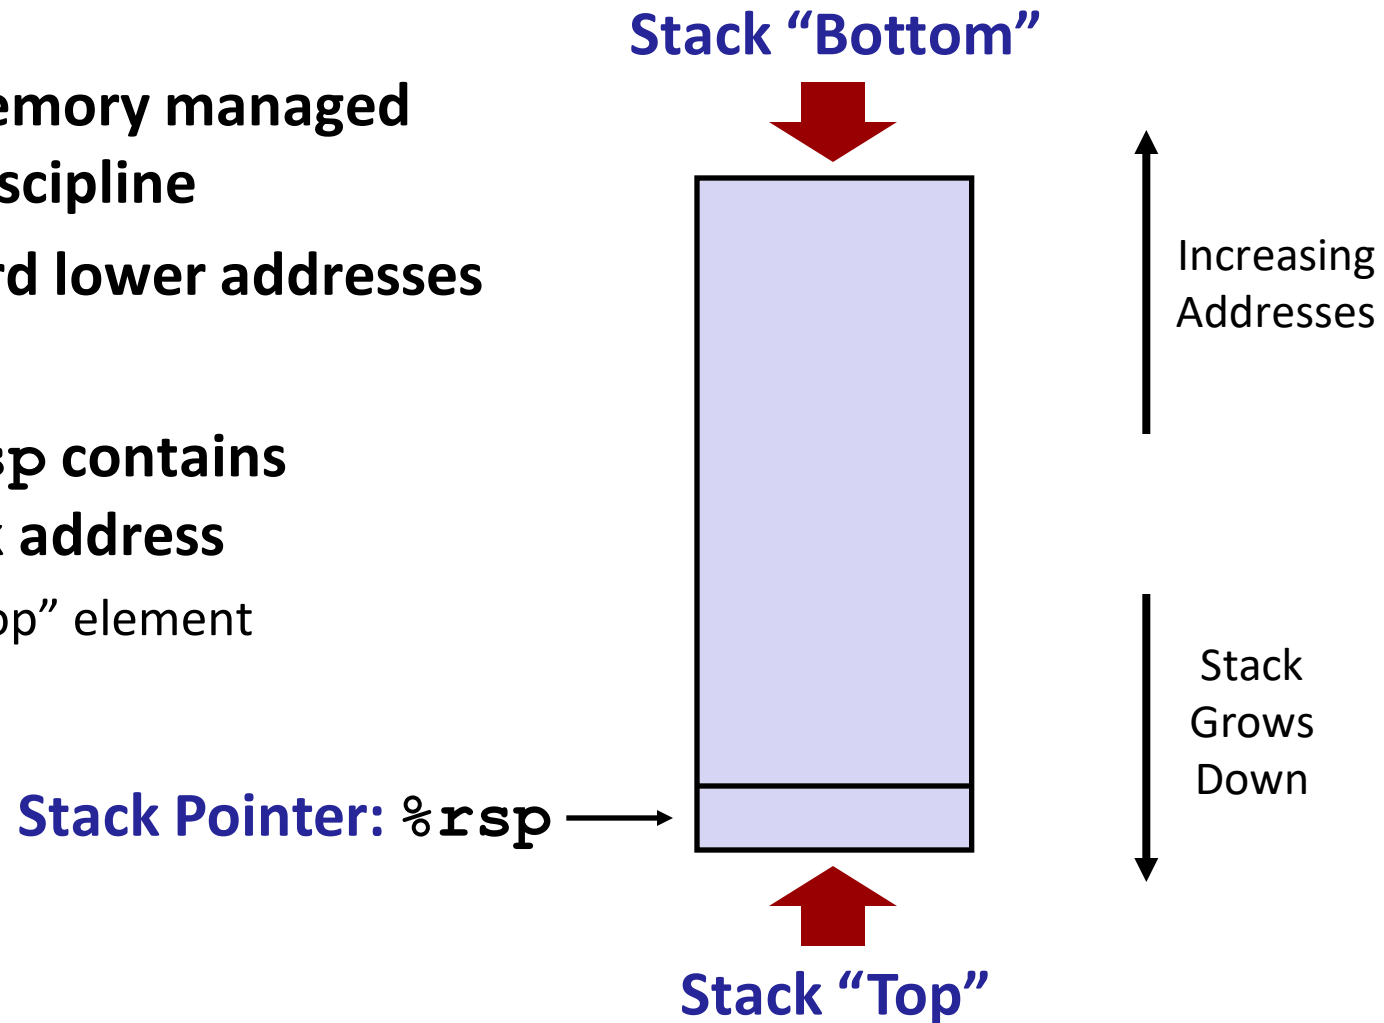 Stack “Bottom”
emory managed
scipline
rd lower addresses
Increasing
Addresses
sp contains
address
op” element
Stack
Grows
Down
Stack Pointer: %rsp
Stack “Top”